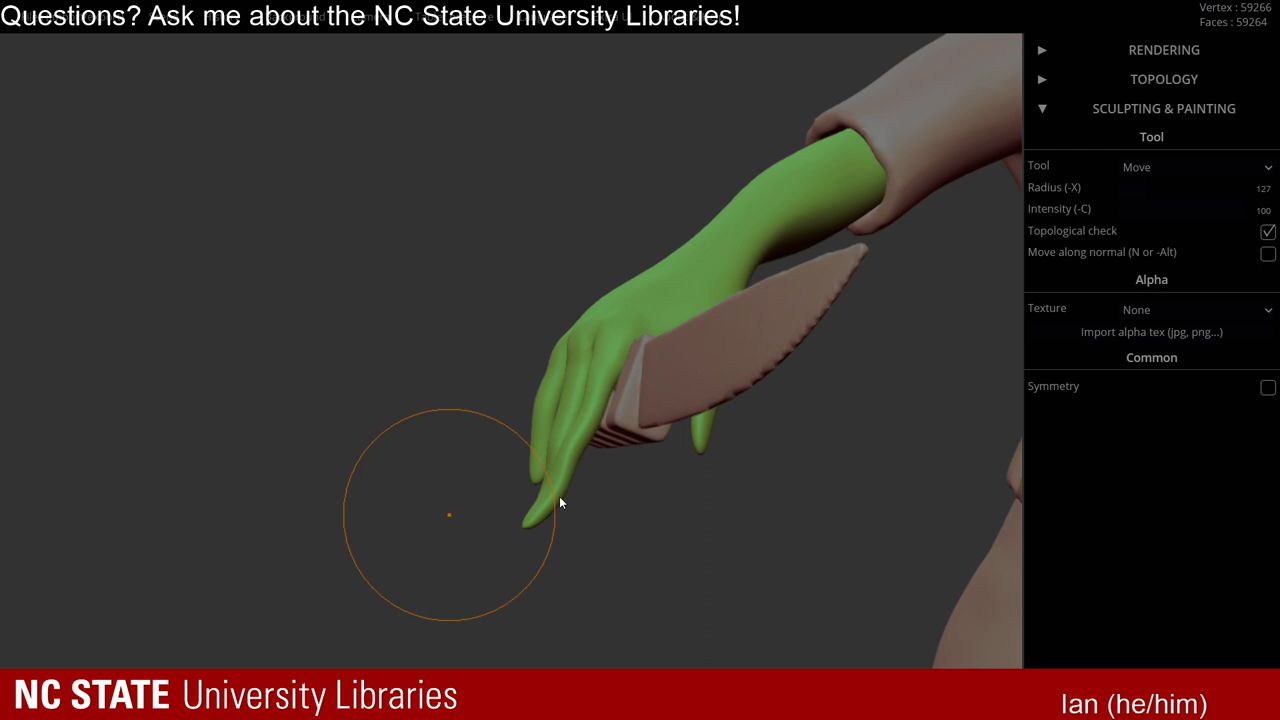 Questions? Ask me about the NC State University Libraries!
Vertex : 59266
Faces : 59264
RENDERING
TOPOLOGY
SCULPTING & PAINTING
Tool
Tool Move
Radius (-X) 127
Intensity (-C) 100
Topological check
Move along normal (N or -Alt)
Alpha
Texture None
Import alpha tex (jpg, png...)
Common
Symmetry
NC STATE University Libraries
Ian (he/him)